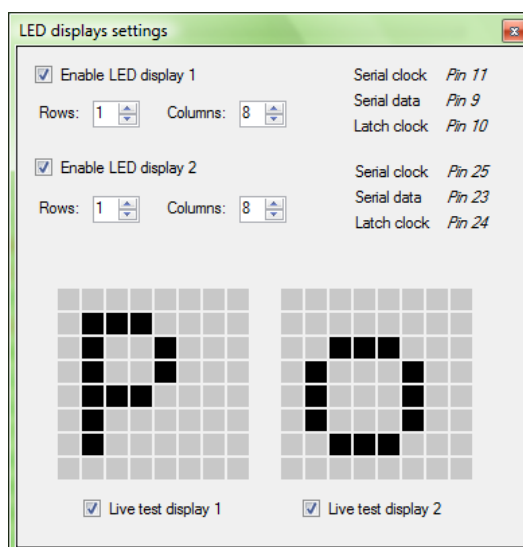 LED displays settings
Enable LED display 1
Rows: 1 Columns: 8
Serial clock Pin 11
Serial data Pin 9
Latch clock Pin 10
Enable LED display 2
Rows: 1 Columns: 8
Serial clock Pin 25
Serial data Pin 23
Latch clock Pin 24
P o
Live test display 1 Live test display 2